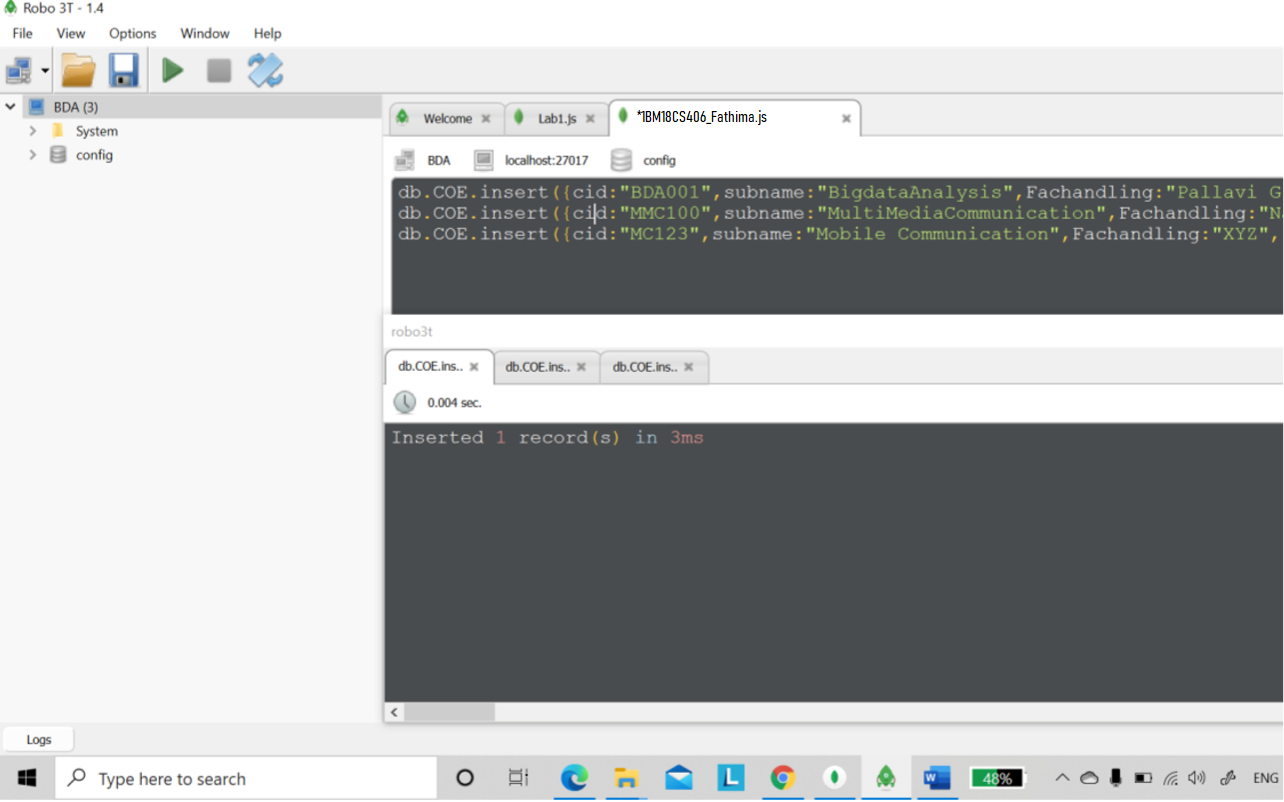 Robo 3T - 1.4
File View Options Window Help
BDA (3)
System
config
Welcome Lab1.js *1BM18CS406_Fathima.js
BDA localhost:27017 config
db.COE.insert({cid:"BDA001",subname:"BigdataAnalysis",Fachandling:"Pallavi G
db.COE.insert({cid:"MMC100",subname:"MultiMediaCommunication",Fachandling:"N
db.COE.insert({cid:"MC123",subname:"Mobile Communication",Fachandling:"XYZ",
robo3t
db.COE.ins.. db.COE.ins.. db.COE.ins..
0.004 sec.
Inserted 1 record(s) in 3ms
Logs
Type here to search
L
W
48%
ENG